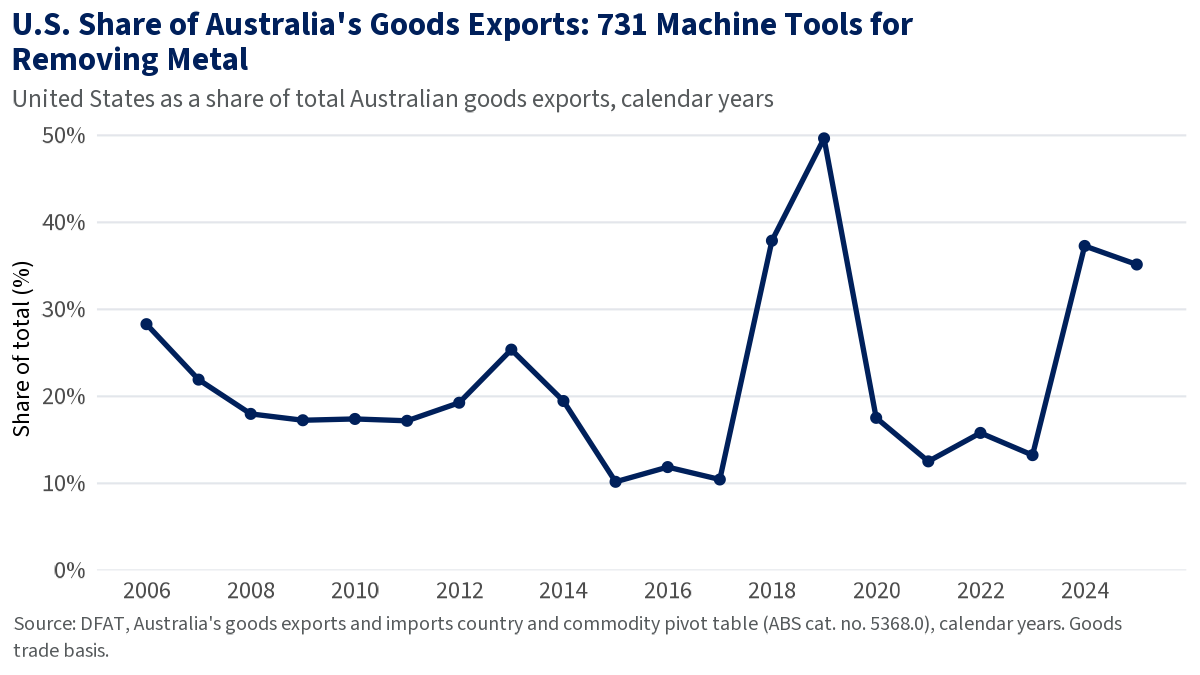 U.S. Share of Australia's Goods Exports: 731 Machine Tools for
Removing Metal
United States as a share of total Australian goods exports, calendar years
Share of total (%)
50%
40%
30%
20%
10%
0%
2006 2008 2010 2012 2014 2016 2018 2020 2022 2024
Source: DFAT, Australia's goods exports and imports country and commodity pivot table (ABS cat. no. 5368.0), calendar years. Goods
trade basis.